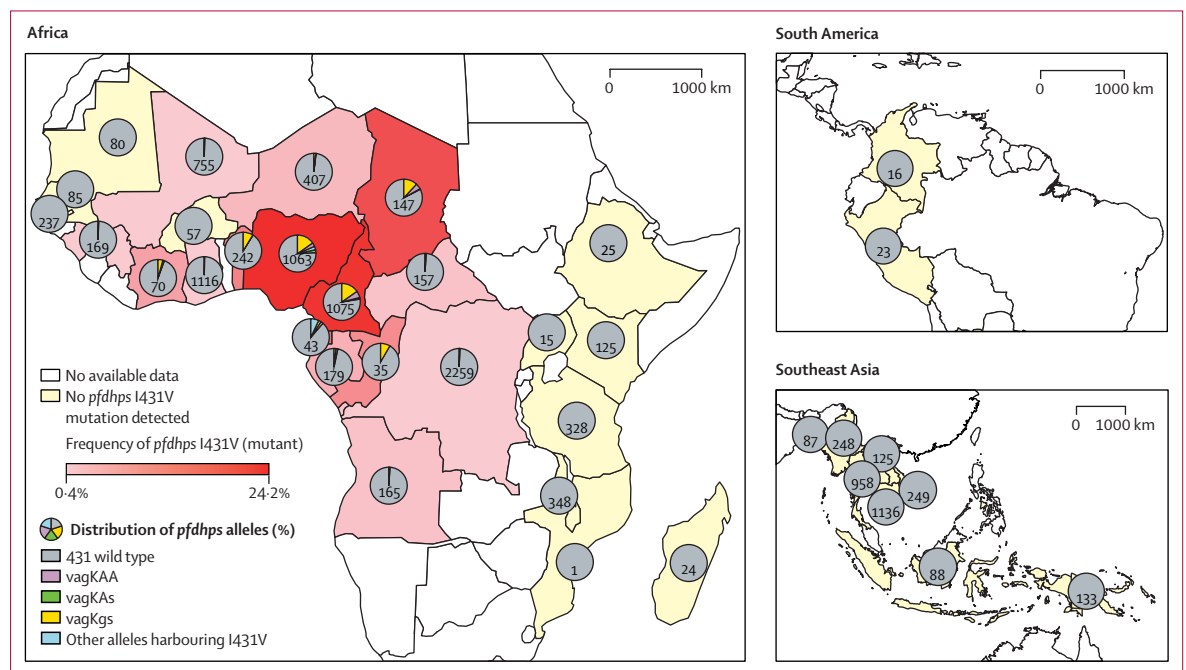 Africa
1000 km
0
80
755
407
85
147
237
57
169
242
1063
25
70
1116
157
1075
43
15
125
179
35
2259
328
165
348
1
24
No available data
No pfdhps I431V
mutation detected
Frequency of pfdhps I431V (mutant)
0·4%
24·2%
Distribution of pfdhps alleles (%)
431 wild type
vagKAA
vagKAs
vagKgs
Other alleles harbouring I431V
South America
0
1000 km
16
23
Southeast Asia
0
1000 km
87
248
125
958
249
1136
88
133